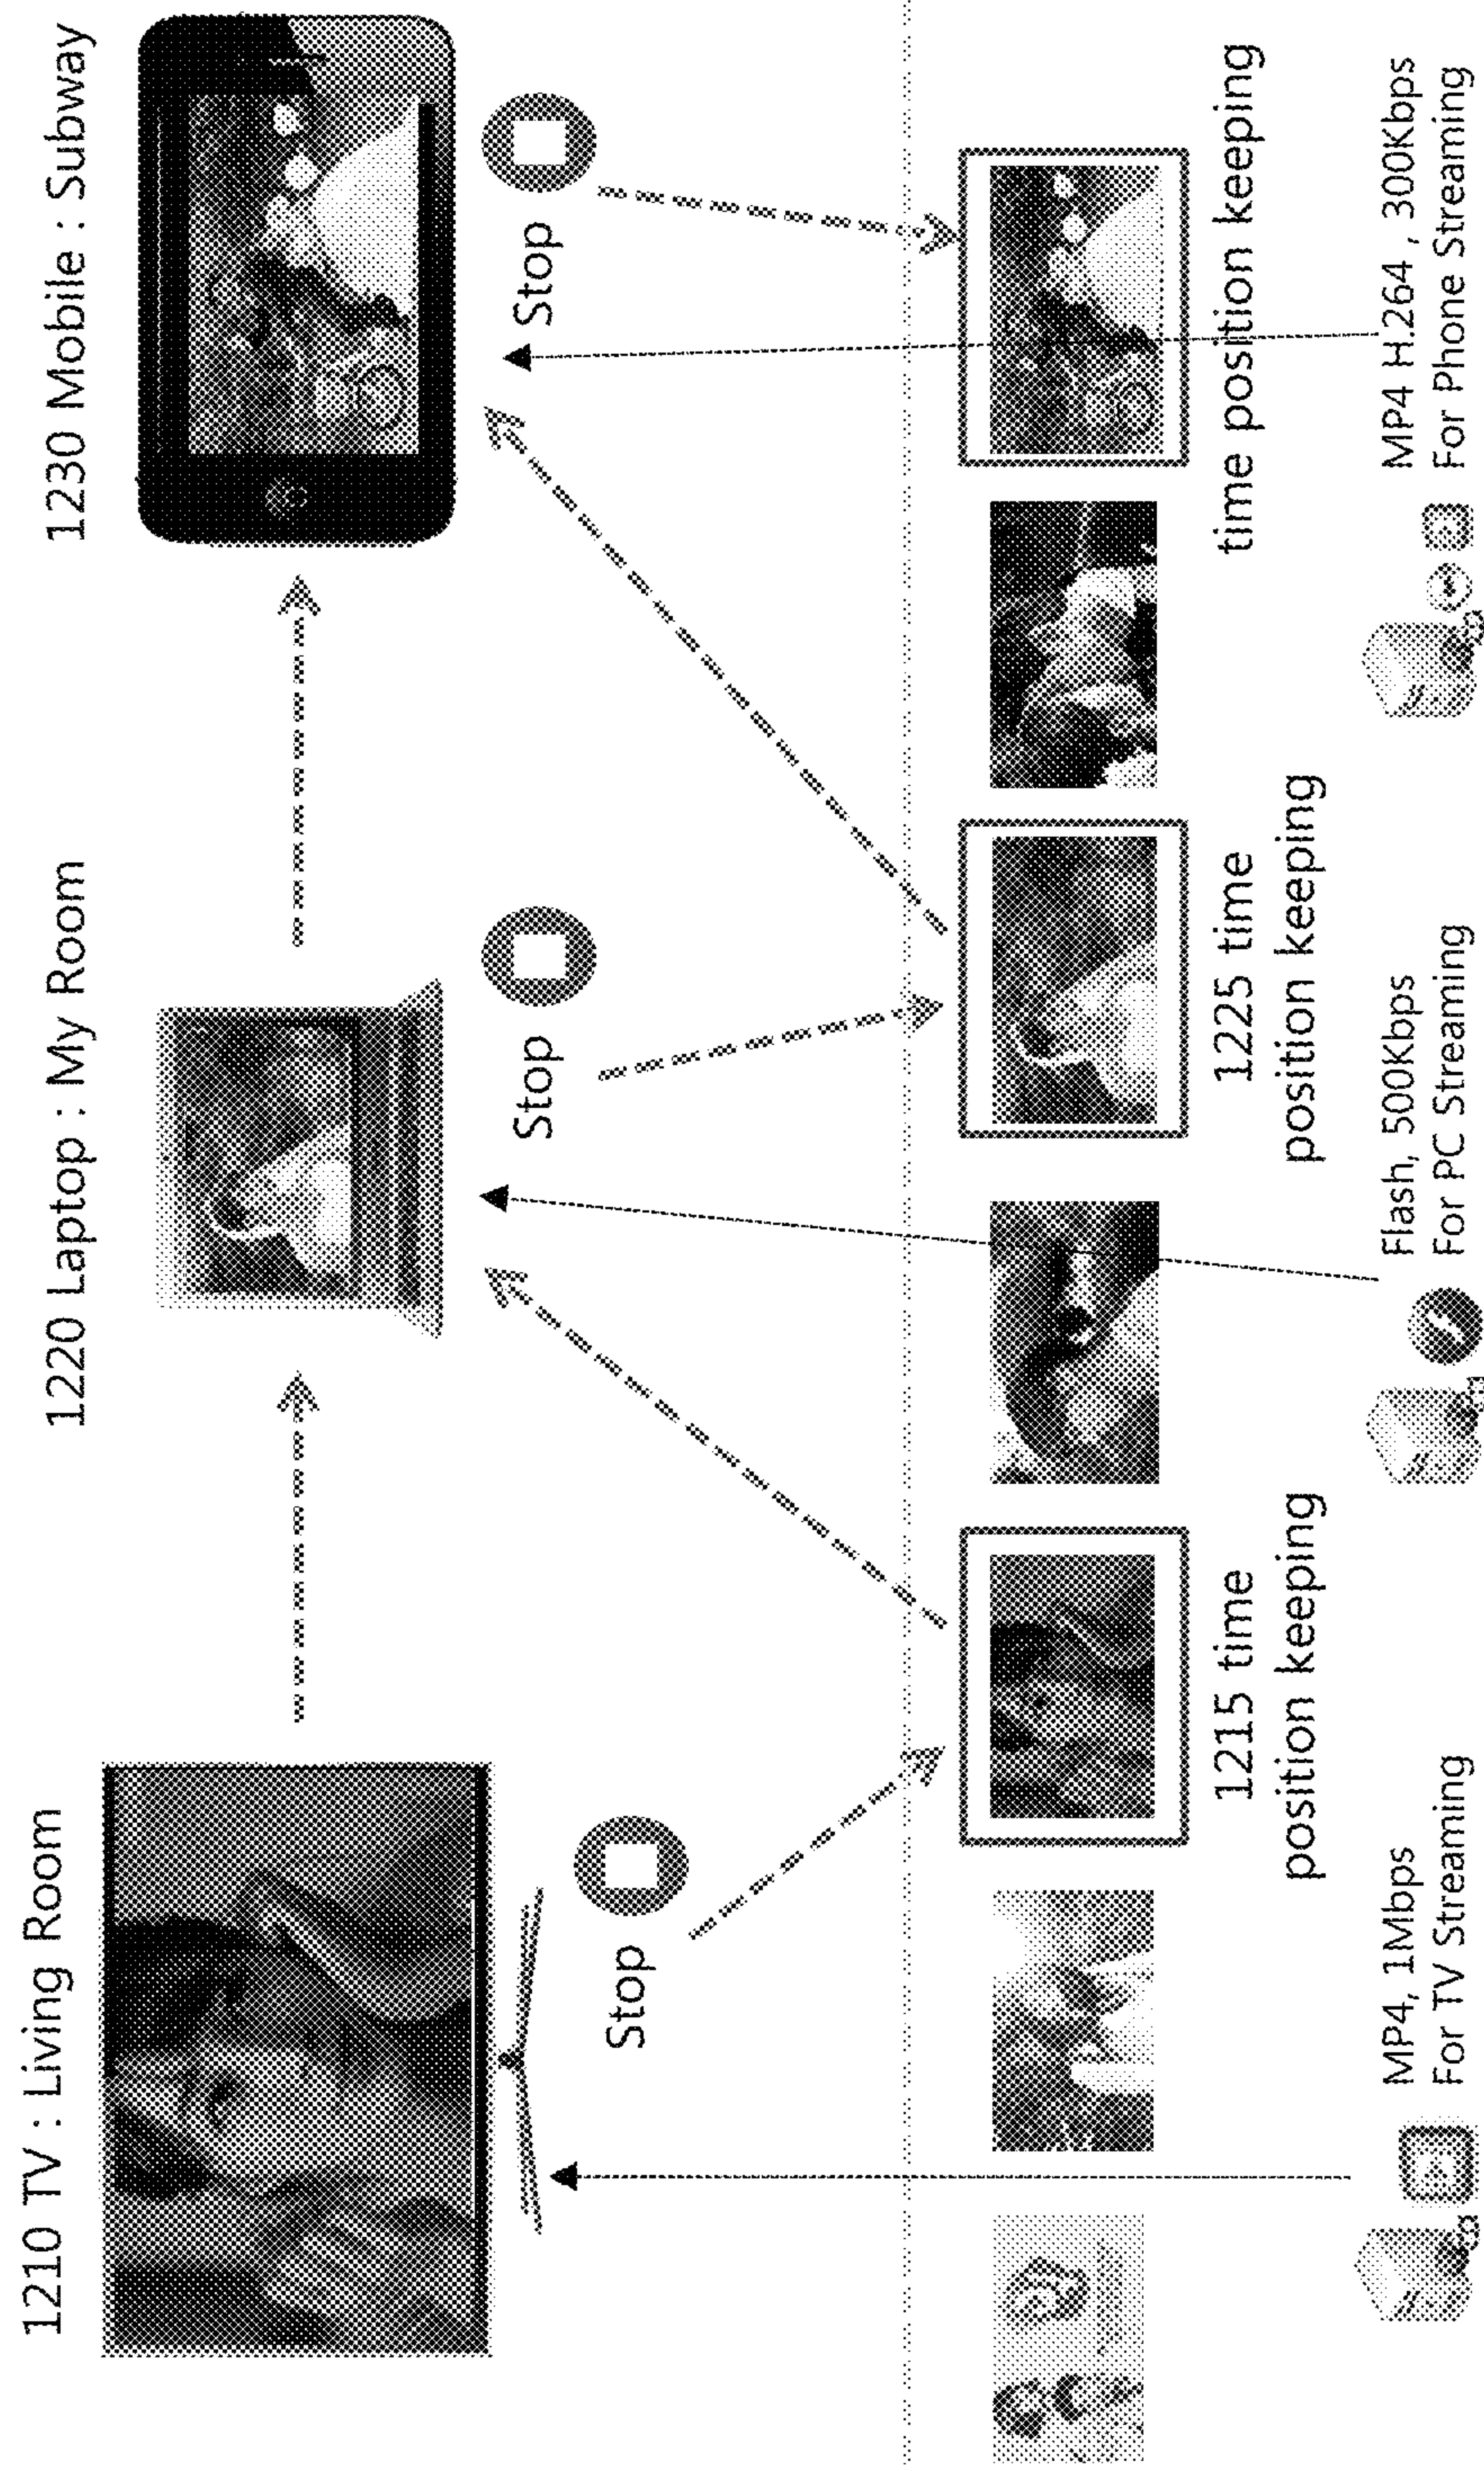 1210 TV : Living Room
1220 Laptop : My Room
1230 Mobile : Subway
Stop
Stop
Stop
1215 time
position keeping
1225 time
position keeping
time position keeping
MP4, 1Mbps
For TV Streaming
Flash, 500Kbps
For PC Streaming
MP4 H.264 , 300Kbps
For Phone Streaming